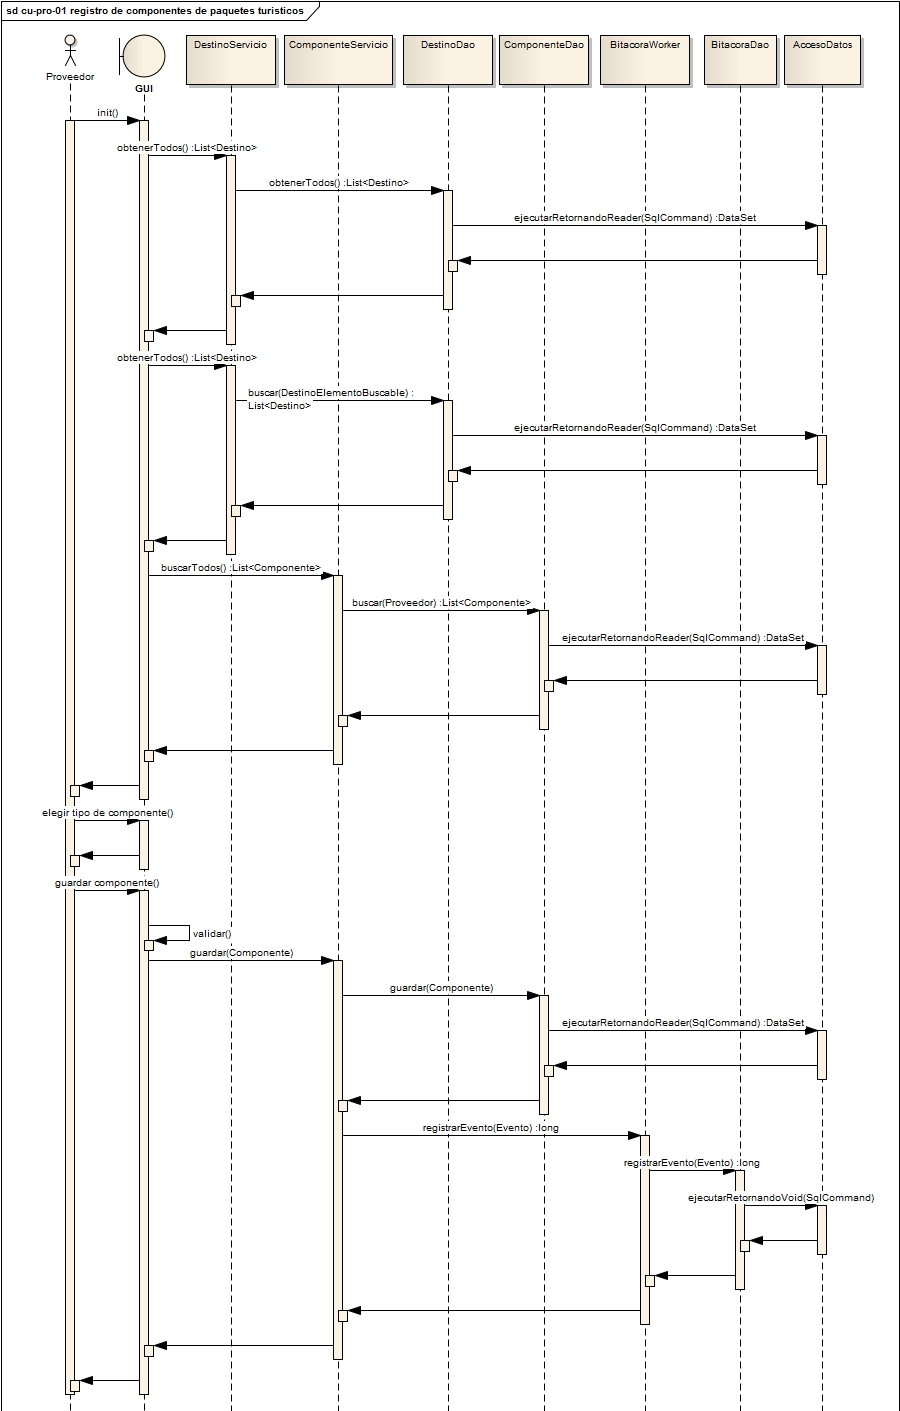 sd cu-pro-01 registro de componentes de paquetes turisticos
DestinoServicio
ComponenteServicio
DestinoDao
ComponenteDao
BitacoraWorker
BitacoraDao
AccesoDatos
Proveedor
GUI
init()
obtenerTodos() :List<Destino>
obtenerTodos() :List<Destino>
ejecutarRetornandoReader(SqlCommand) :DataSet
obtenerTodos() :List<Destino>
buscar(DestinoElementoBuscable) :
List<Destino>
ejecutarRetornandoReader(SqlCommand) :DataSet
buscarTodos() :List<Componente>
buscar(Proveedor) :List<Componente>
ejecutarRetornandoReader(SqlCommand) :DataSet
elegir tipo de componente()
guardar componente()
validar()
guardar(Componente)
guardar(Componente)
ejecutarRetornandoReader(SqlCommand) :DataSet
registrarEvento(Evento) :long
registrarEvento(Evento) :long
ejecutarRetornandoVoid(SqlCommand)